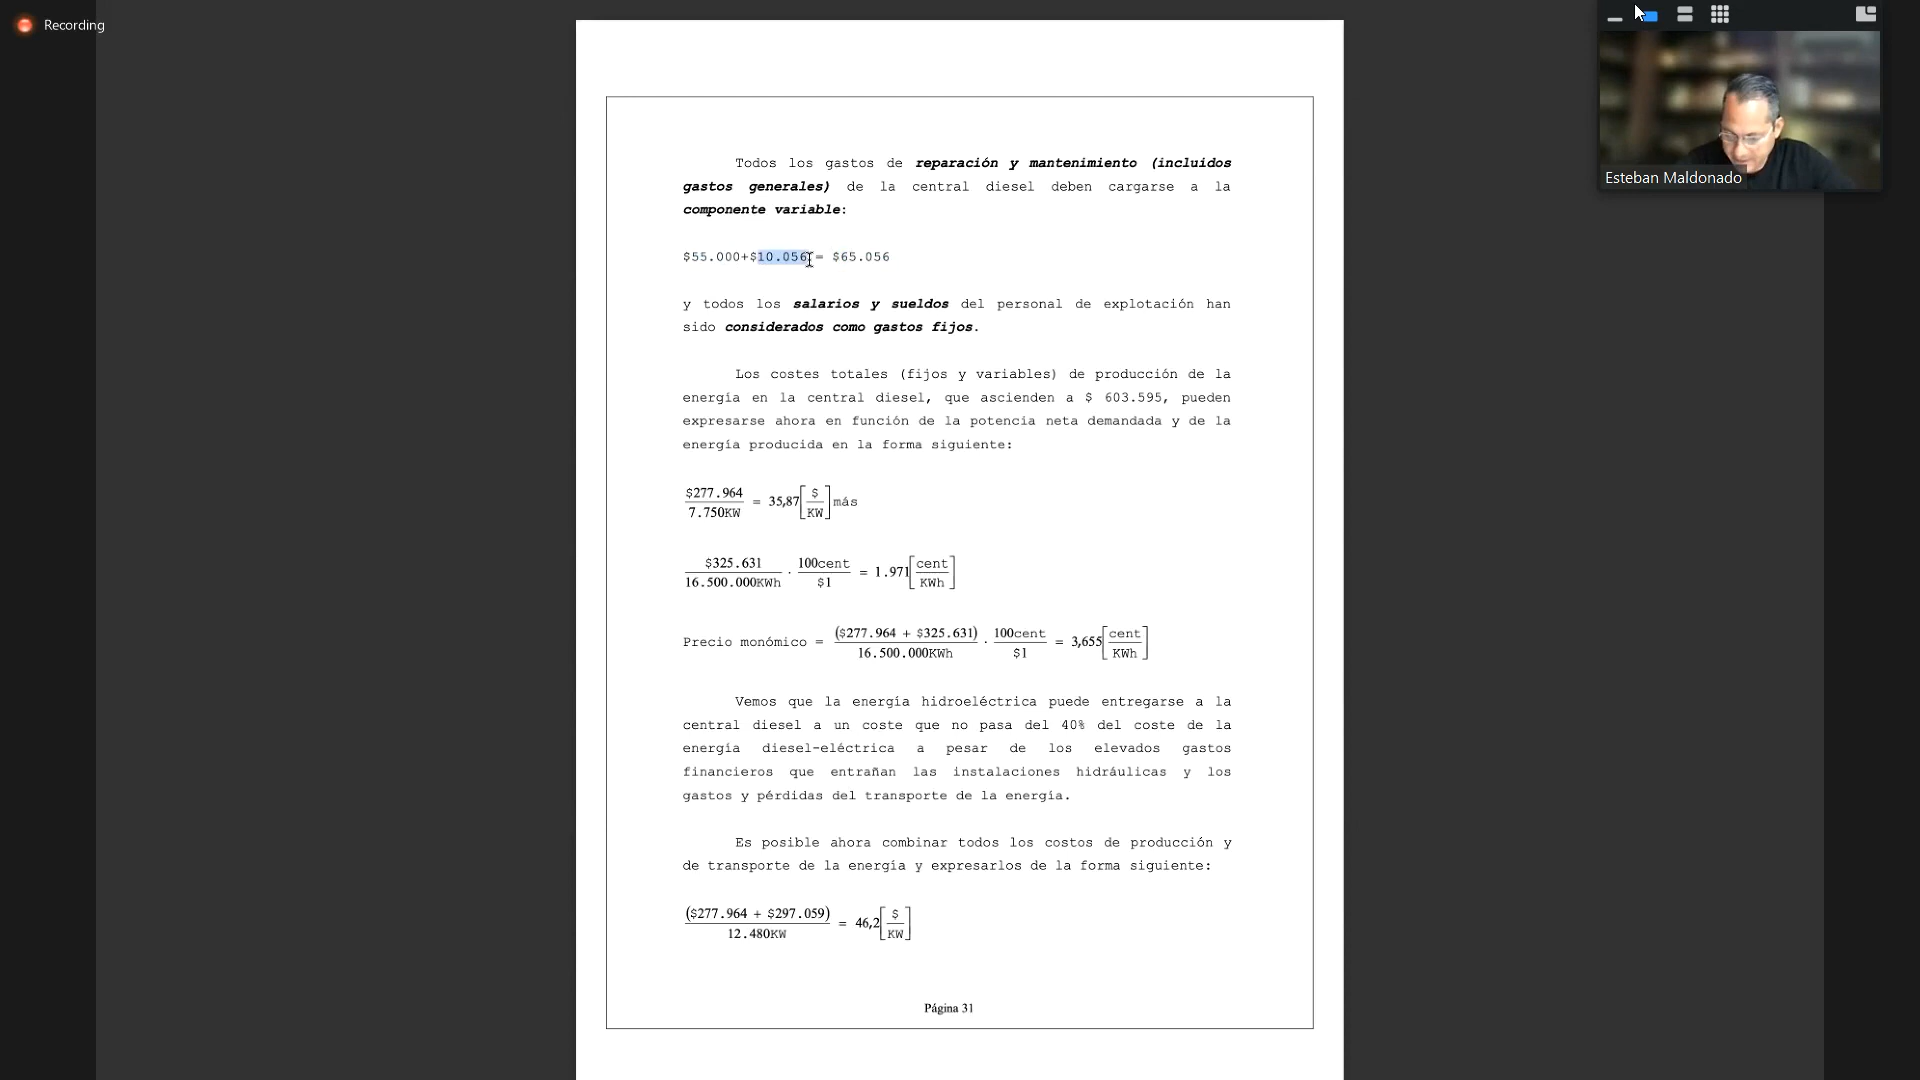 Recording
Esteban Maldonado
Todos los gastos de reparación y mantenimiento (incluidos
gastos generales) de la central diesel deben cargarse a la
componente variable:
$55.000+$10.056 = $65.056
y todos los salarios y sueldos del personal de explotación han
sido considerados como gastos fijos.
Los costes totales (fijos y variables) de producción de la
energía en la central diesel, que ascienden a $ 603.595, pueden
expresarse ahora en función de la potencia neta demandada y de la
energía producida en la forma siguiente:
$277.964 / 7.750KW = 35,87[$/KW]más
$325.631 / 16.500.000KWh · 100cent / $1 = 1.971[cent/KWh]
Precio monómico = ($277.964 + $325.631) / 16.500.000KWh · 100cent / $1 = 3,655[cent/KWh]
Vemos que la energía hidroeléctrica puede entregarse a la
central diesel a un coste que no pasa del 40% del coste de la
energía diesel-eléctrica a pesar de los elevados gastos
financieros que entrañan las instalaciones hidráulicas y los
gastos y pérdidas del transporte de la energía.
Es posible ahora combinar todos los costos de producción y
de transporte de la energía y expresarlos de la forma siguiente:
($277.964 + $297.059) / 12.480KW = 46,2[$/KW]
Página 31